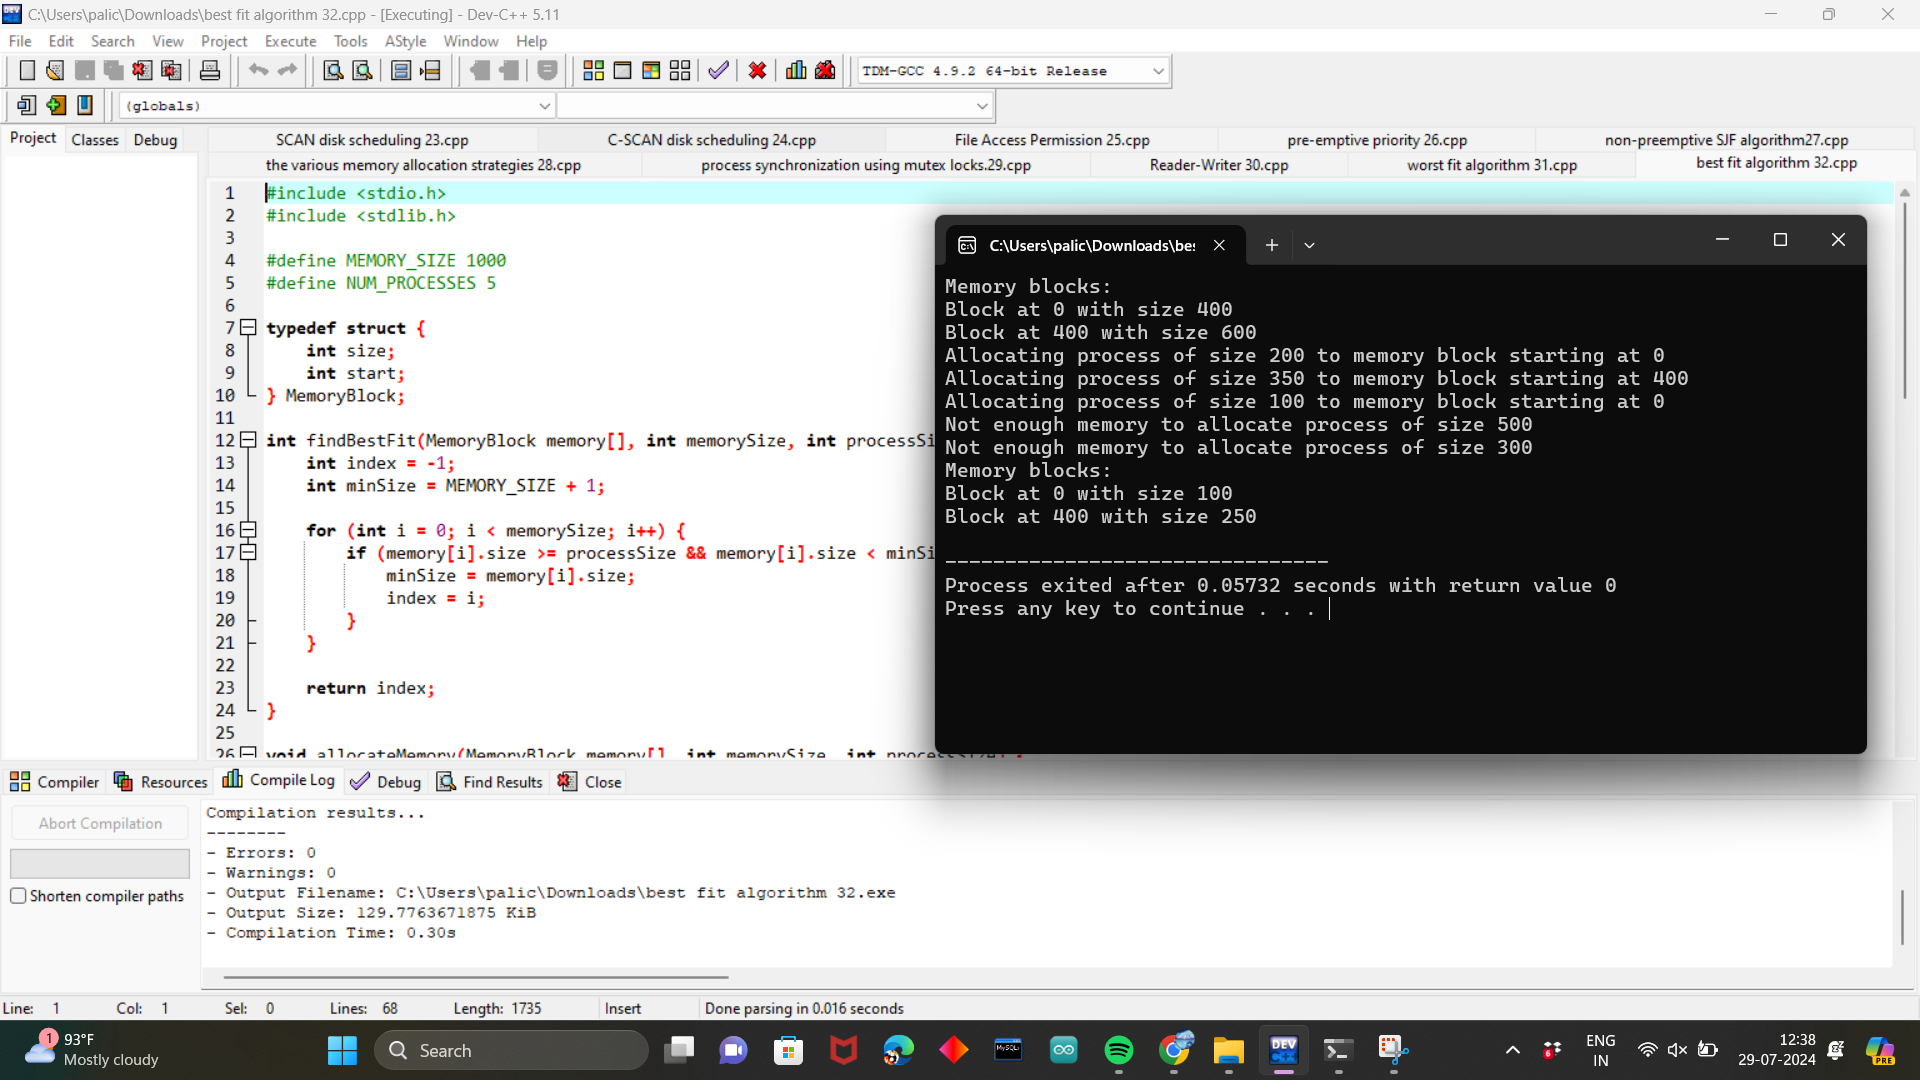 C:\Users\palic\Downloads\best fit algorithm 32.cpp - [Executing] - Dev-C++ 5.11
File Edit Search View Project Execute Tools AStyle Window Help
TDM-GCC 4.9.2 64-bit Release
(globals)
Project Classes Debug
SCAN disk scheduling 23.cpp C-SCAN disk scheduling 24.cpp File Access Permission 25.cpp pre-emptive priority 26.cpp non-preemptive SJF algorithm27.cpp
the various memory allocation strategies 28.cpp process synchronization using mutex locks.29.cpp Reader-Writer 30.cpp worst fit algorithm 31.cpp best fit algorithm 32.cpp
1 #include <stdio.h>
2 #include <stdlib.h>
3
4 #define MEMORY_SIZE 1000
5 #define NUM_PROCESSES 5
6
7 typedef struct {
8 int size;
9 int start;
10 } MemoryBlock;
11
12 int findBestFit(MemoryBlock memory[], int memorySize, int processSi
13 int index = -1;
14 int minSize = MEMORY_SIZE + 1;
15
16 for (int i = 0; i < memorySize; i++) {
17 if (memory[i].size >= processSize && memory[i].size < minSi
18 minSize = memory[i].size;
19 index = i;
20 }
21 }
22
23 return index;
24 }
25
26 void allocateMemory(MemoryBlock memory[], int memorySize, int processSize) {
C:\Users\palic\Downloads\bes
Memory blocks:
Block at 0 with size 400
Block at 400 with size 600
Allocating process of size 200 to memory block starting at 0
Allocating process of size 350 to memory block starting at 400
Allocating process of size 100 to memory block starting at 0
Not enough memory to allocate process of size 500
Not enough memory to allocate process of size 300
Memory blocks:
Block at 0 with size 100
Block at 400 with size 250
--------------------------------
Process exited after 0.05732 seconds with return value 0
Press any key to continue . . .
Compiler Resources Compile Log Debug Find Results Close
Abort Compilation
Shorten compiler paths
Compilation results...
--------
- Errors: 0
- Warnings: 0
- Output Filename: C:\Users\palic\Downloads\best fit algorithm 32.exe
- Output Size: 129.7763671875 KiB
- Compilation Time: 0.30s
Line: 1 Col: 1 Sel: 0 Lines: 68 Length: 1735 Insert Done parsing in 0.016 seconds
1
93°F
Mostly cloudy
Search
MySQL
DEV
C++
6
ENG
IN
12:38
29-07-2024
PRE